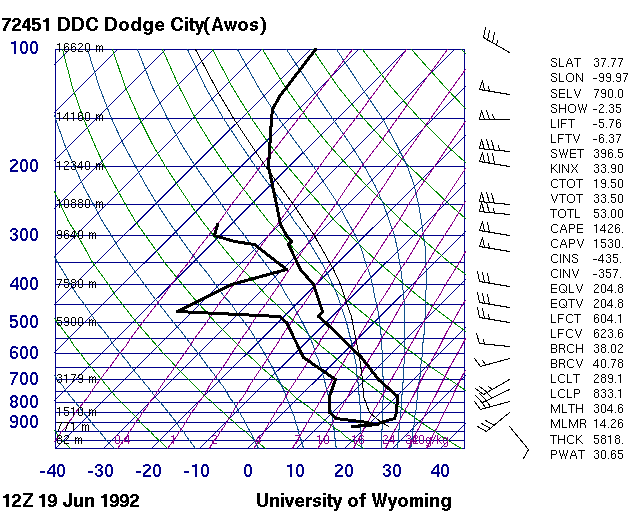 72451 DDC Dodge City(Awos)
100
16620 m
14160 m
200
12340 m
10880 m
300
9640 m
400
7580 m
500
5900 m
600
700
3179 m
800
1510 m
900
771 m
82 m
0.4
1
2
4
7
10
16
24
32
40g/kg
-40 -30 -20 -10 0 10 20 30 40
12Z 19 Jun 1992
University of Wyoming
SLAT 37.77
SLON -99.97
SELV 790.0
SHOW -2.35
LIFT -5.76
LFTV -6.37
SWET 396.5
KINX 33.90
CTOT 19.50
VTOT 33.50
TOTL 53.00
CAPE 1426.
CAPV 1530.
CINS -435.
CINV -357.
EQLV 204.8
EQTV 204.8
LFCT 604.1
LFCV 623.6
BRCH 38.02
BRCV 40.78
LCLT 289.1
LCLP 833.1
MLTH 304.6
MLMR 14.26
THCK 5818.
PWAT 30.65